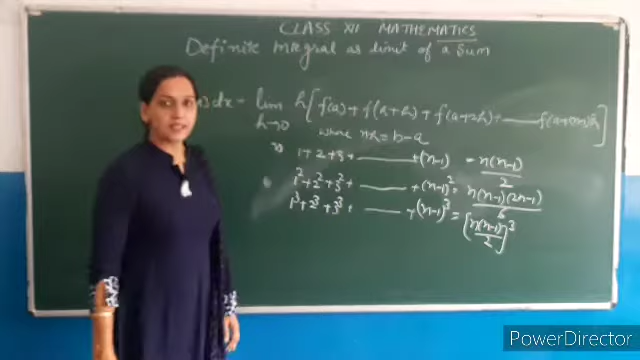 CLASS XII MATHEMATICS
Definite Integral as limit of a Sum
dx = lim h→0 h[f(a)+f(a+h)+f(a+2h)+——f(a+(n-1)h)]
where nh=b-a
1+2+3+——+(n-1) = n(n-1)/2
1²+2²+3²+——+(n-1)² = n(n-1)(2n-1)/6
1³+2³+3³+——+(n-1)³ = [n(n-1)/2]³
PowerDirector